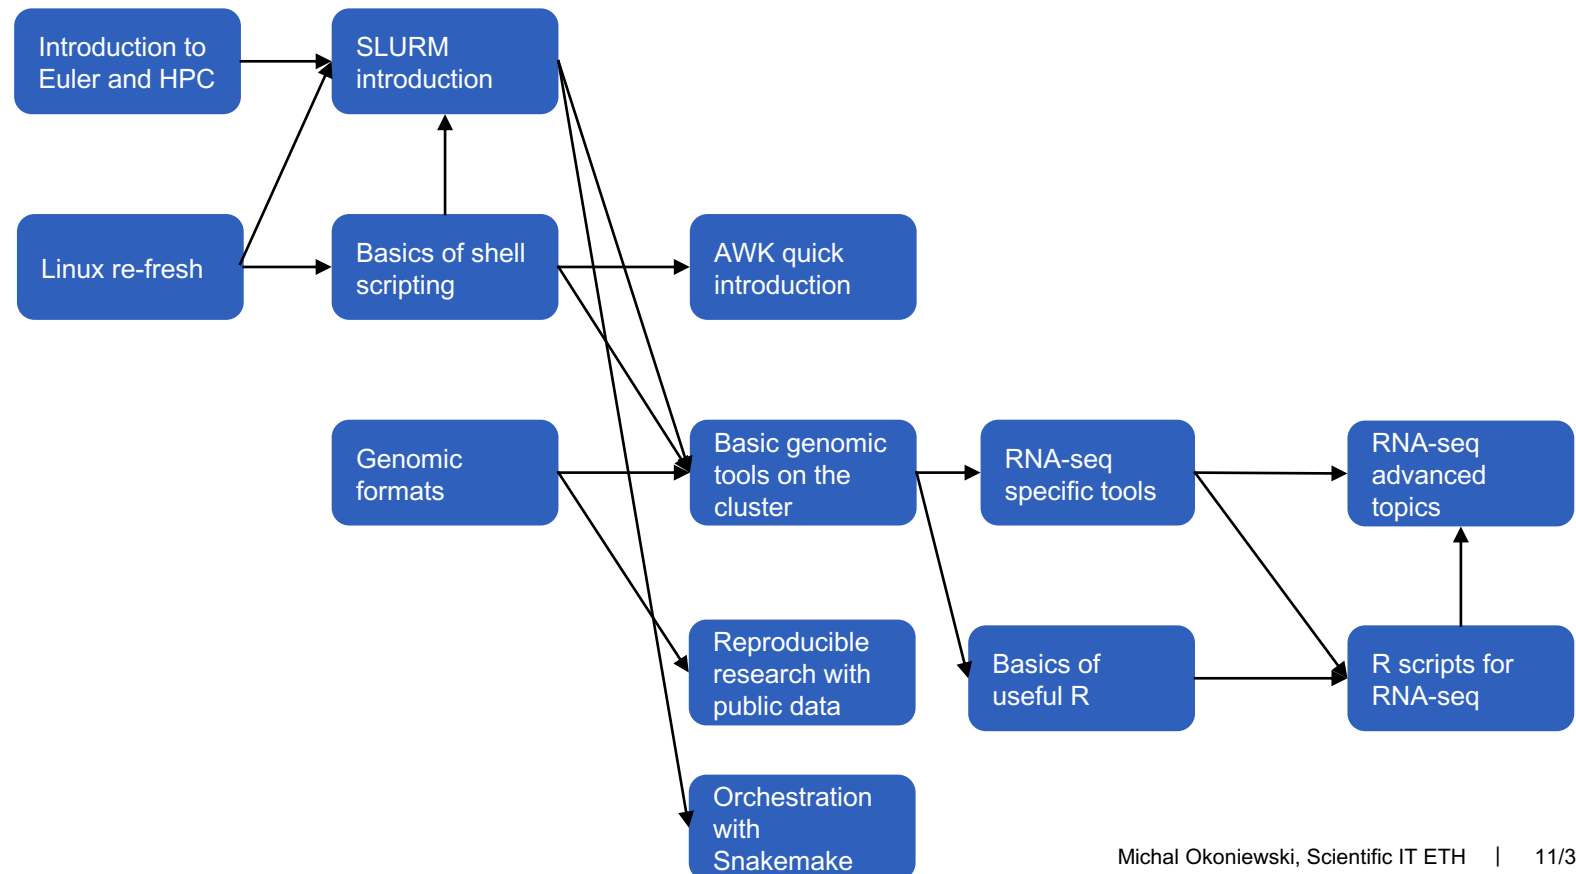 Introduction to
Euler and HPC
SLURM
introduction
Linux re-fresh
Basics of shell
scripting
AWK quick
introduction
Genomic
formats
Basic genomic
tools on the
cluster
RNA-seq
specific tools
RNA-seq
advanced
topics
Reproducible
research with
public data
Basics of
useful R
R scripts for
RNA-seq
Orchestration
with
Snakemake
Michal Okoniewski, Scientific IT ETH | 11/3